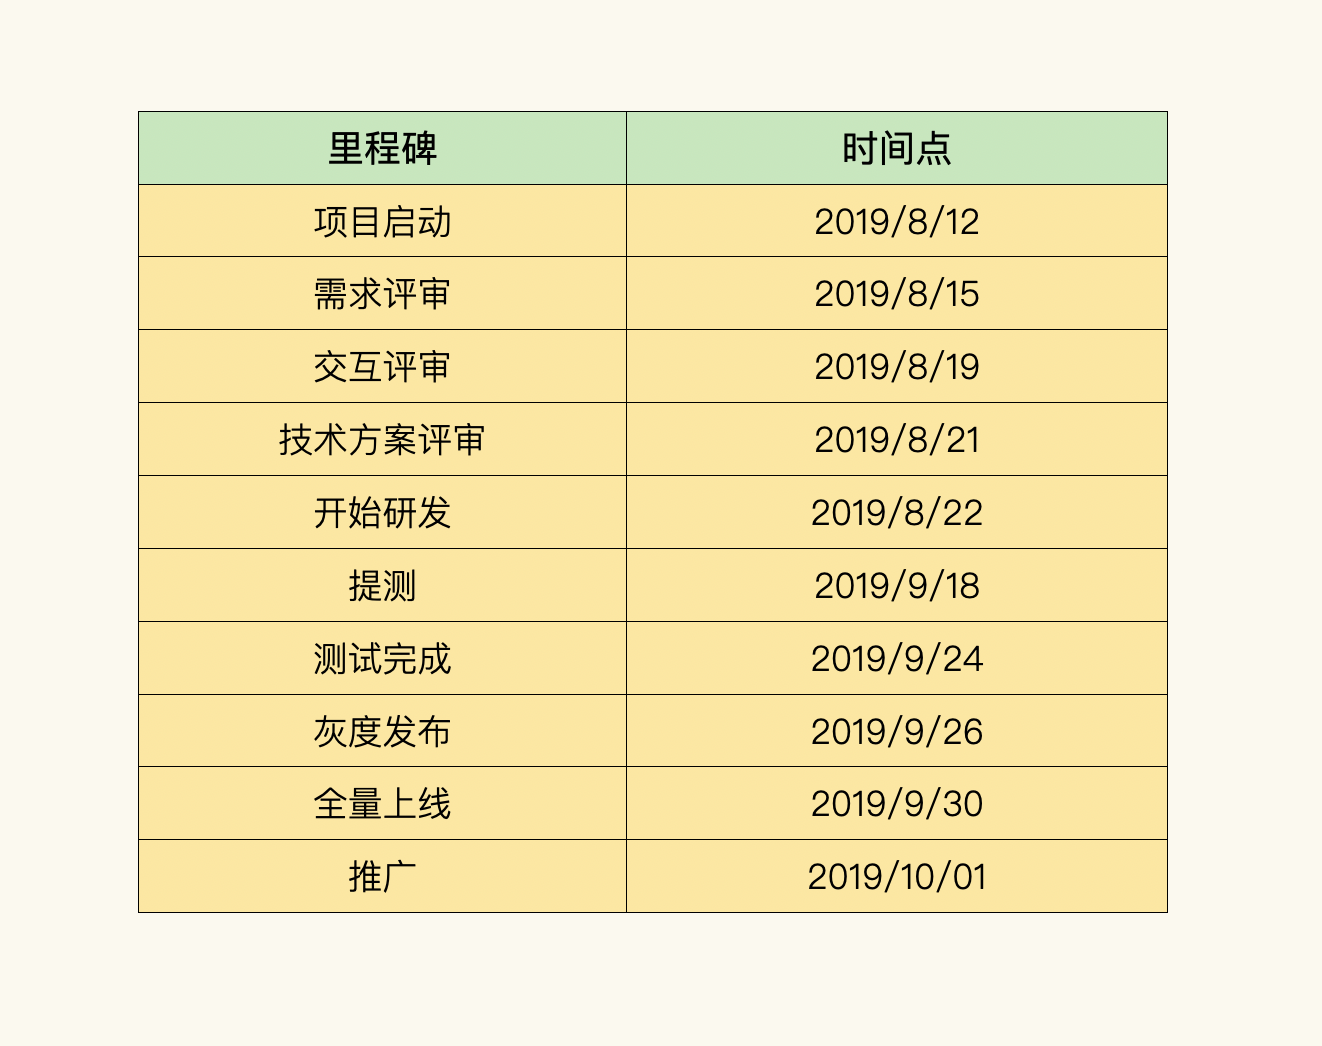 里程碑 时间点
项目启动 2019/8/12
需求评审 2019/8/15
交互评审 2019/8/19
技术方案评审 2019/8/21
开始研发 2019/8/22
提测 2019/9/18
测试完成 2019/9/24
灰度发布 2019/9/26
全量上线 2019/9/30
推广 2019/10/01